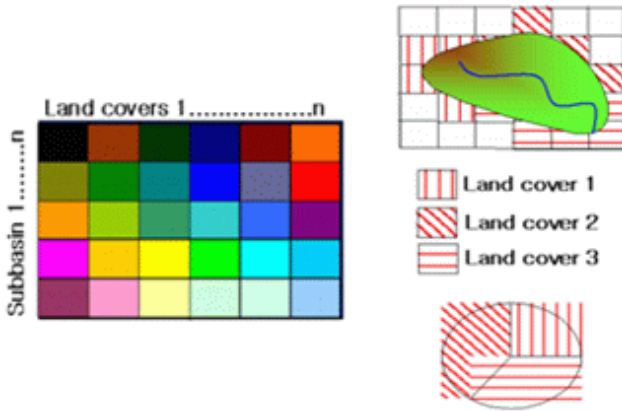 Land covers 1..................n
Subbasin 1........n
Land cover 1
Land cover 2
Land cover 3